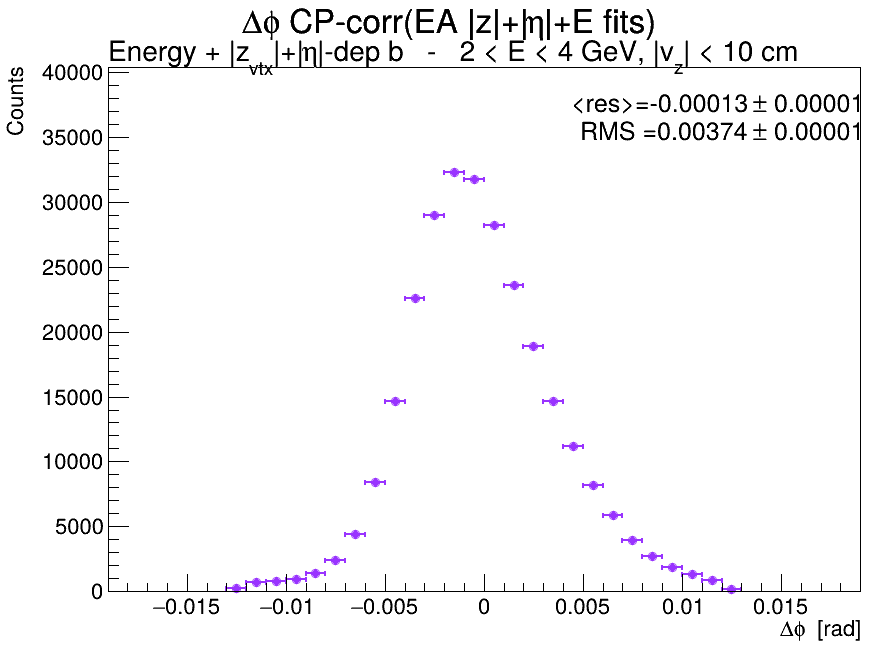 Δϕ CP-corr(EA |z|+|η|+E fits)
Energy + |z_vtx|+|η|-dep b - 2 < E < 4 GeV, |v_z| < 10 cm
Counts
<res>=-0.00013 ± 0.00001
RMS =0.00374 ± 0.00001
40000
35000
30000
25000
20000
15000
10000
5000
0
−0.015 −0.01 −0.005 0 0.005 0.01 0.015
Δϕ [rad]